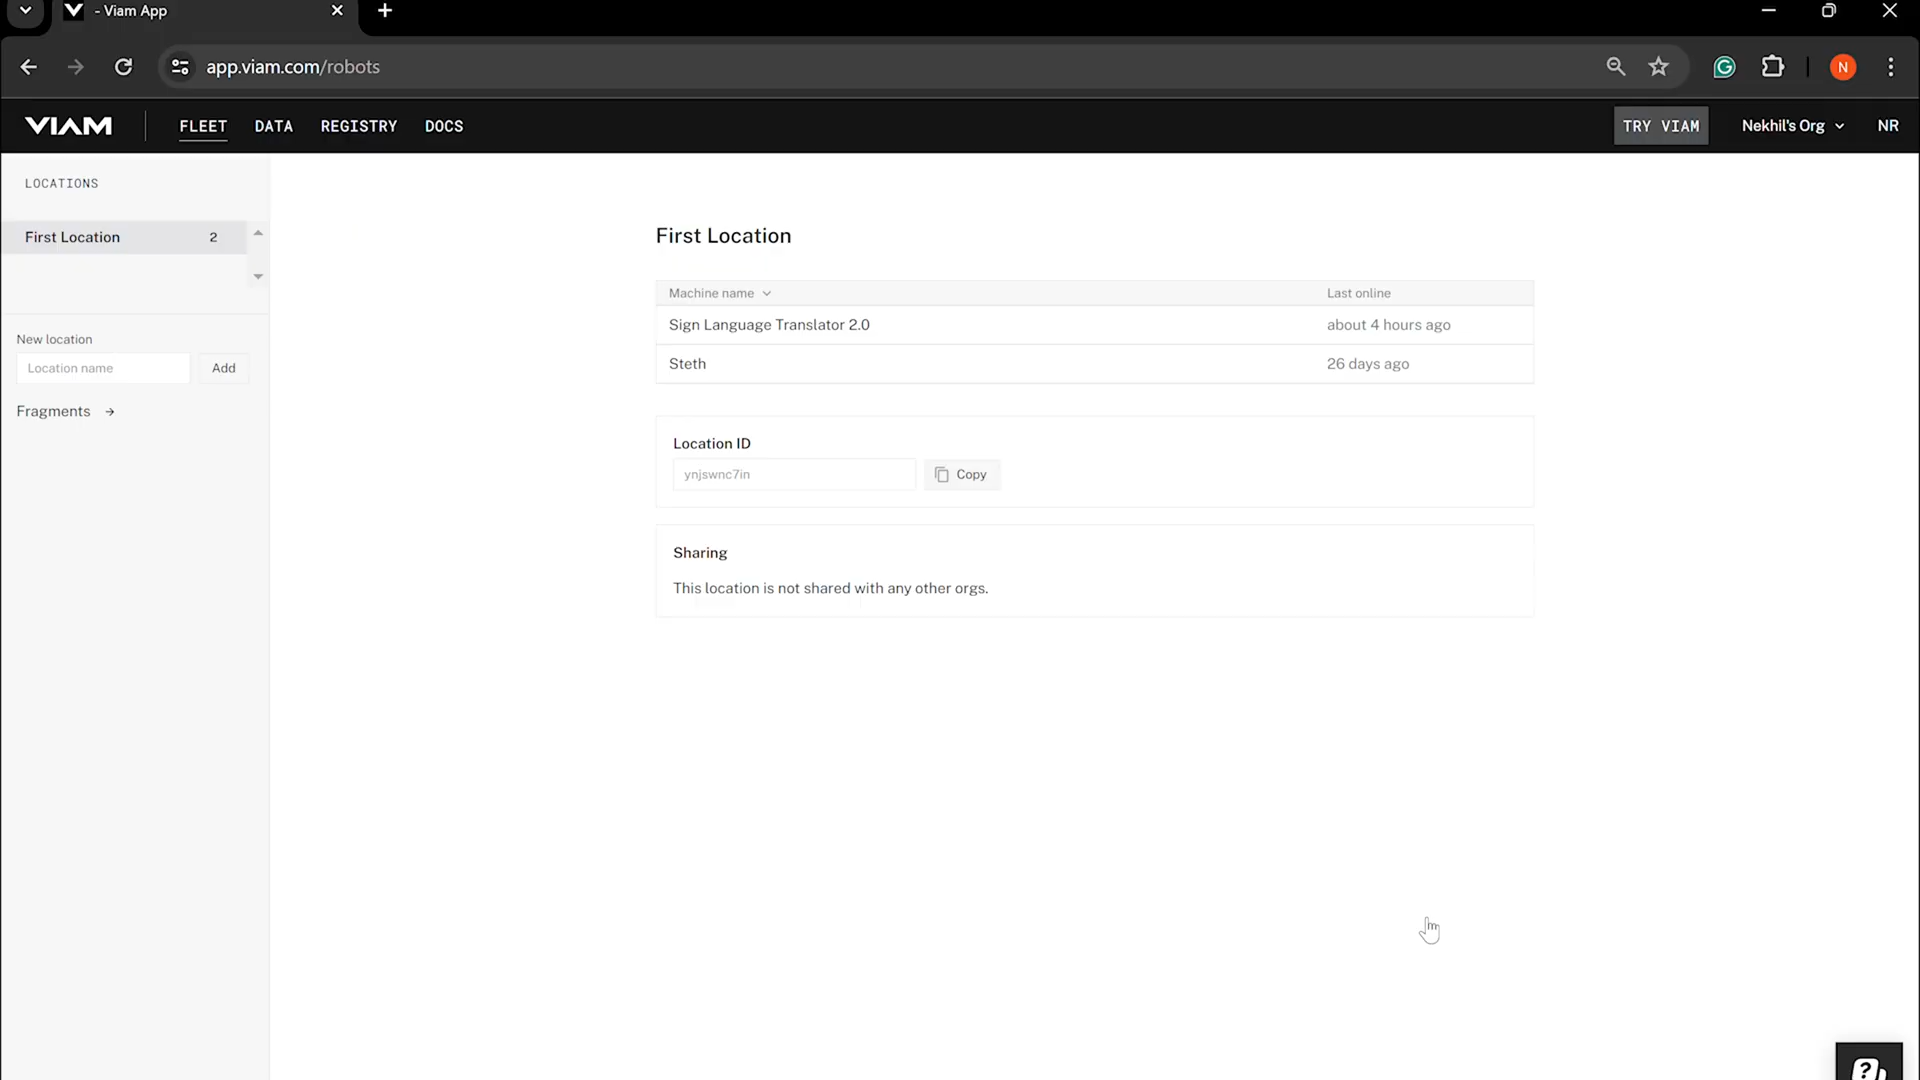 - Viam App
app.viam.com/robots
N
VIAM
FLEET DATA REGISTRY DOCS
TRY VIAM
Nekhil's Org
NR
LOCATIONS
First Location 2
New location
Location name
Add
Fragments →
First Location
Machine name Last online
Sign Language Translator 2.0 about 4 hours ago
Steth 26 days ago
Location ID
ynjswnc7in
Copy
Sharing
This location is not shared with any other orgs.